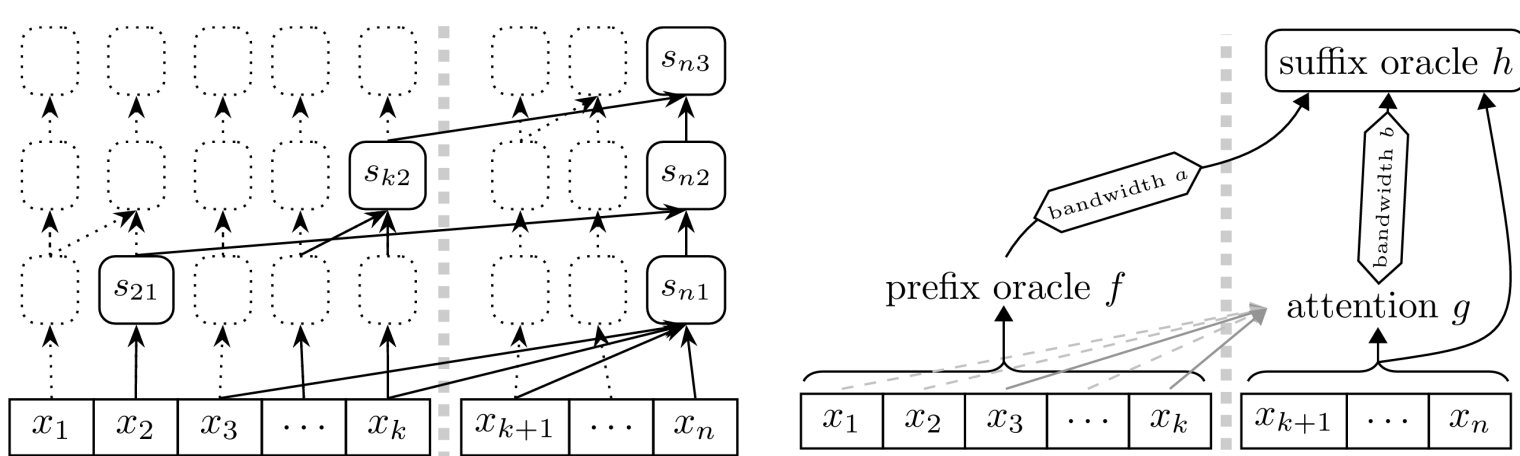 s_{n3}
s_{k2}
s_{n2}
s_{21}
s_{n1}
x_1 x_2 x_3 ⋯ x_k x_{k+1} ⋯ x_n
suffix oracle h
bandwidth a
bandwidth b
prefix oracle f
attention g
x_1 x_2 x_3 ⋯ x_k x_{k+1} ⋯ x_n